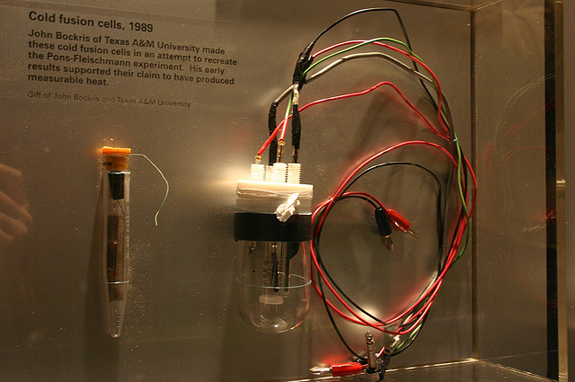 Cold fusion cells, 1989
John Bockris of Texas A&M University made
these cold fusion cells in an attempt to recreate
the Pons-Fleischmann experiment. His early
results supported their claim to have produced
measurable heat.
Gift of John Bockris and Texas A&M University